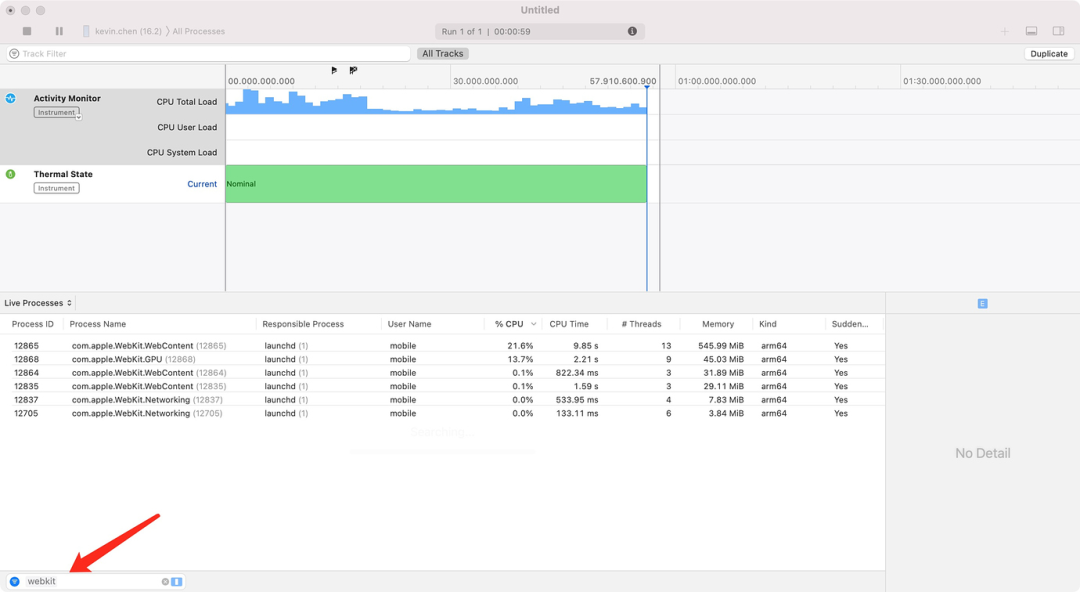 Untitled
kevin.chen (16.2) 〉 All Processes
Run 1 of 1 | 00:00:59
Track Filter
All Tracks
Duplicate
00.000.000.000 30.000.000.000 57.910.600.900 01:00.000.000.000 01:30.000.000.000
Activity Monitor
Instrument
CPU Total Load
CPU User Load
CPU System Load
Thermal State
Instrument
Current
Nominal
Live Processes
E
Process ID Process Name Responsible Process User Name % CPU CPU Time # Threads Memory Kind Sudden...
12865 com.apple.WebKit.WebContent (12865) launchd (1) mobile 21.6% 9.85 s 13 545.99 MiB arm64 Yes
12868 com.apple.WebKit.GPU (12868) launchd (1) mobile 13.7% 2.21 s 9 45.03 MiB arm64 Yes
12864 com.apple.WebKit.WebContent (12864) launchd (1) mobile 0.1% 822.34 ms 3 31.89 MiB arm64 Yes
12835 com.apple.WebKit.WebContent (12835) launchd (1) mobile 0.1% 1.59 s 3 29.11 MiB arm64 Yes
12837 com.apple.WebKit.Networking (12837) launchd (1) mobile 0.0% 533.95 ms 4 7.83 MiB arm64 Yes
12705 com.apple.WebKit.Networking (12705) launchd (1) mobile 0.0% 133.11 ms 6 3.84 MiB arm64 Yes
Searching...
No Detail
webkit